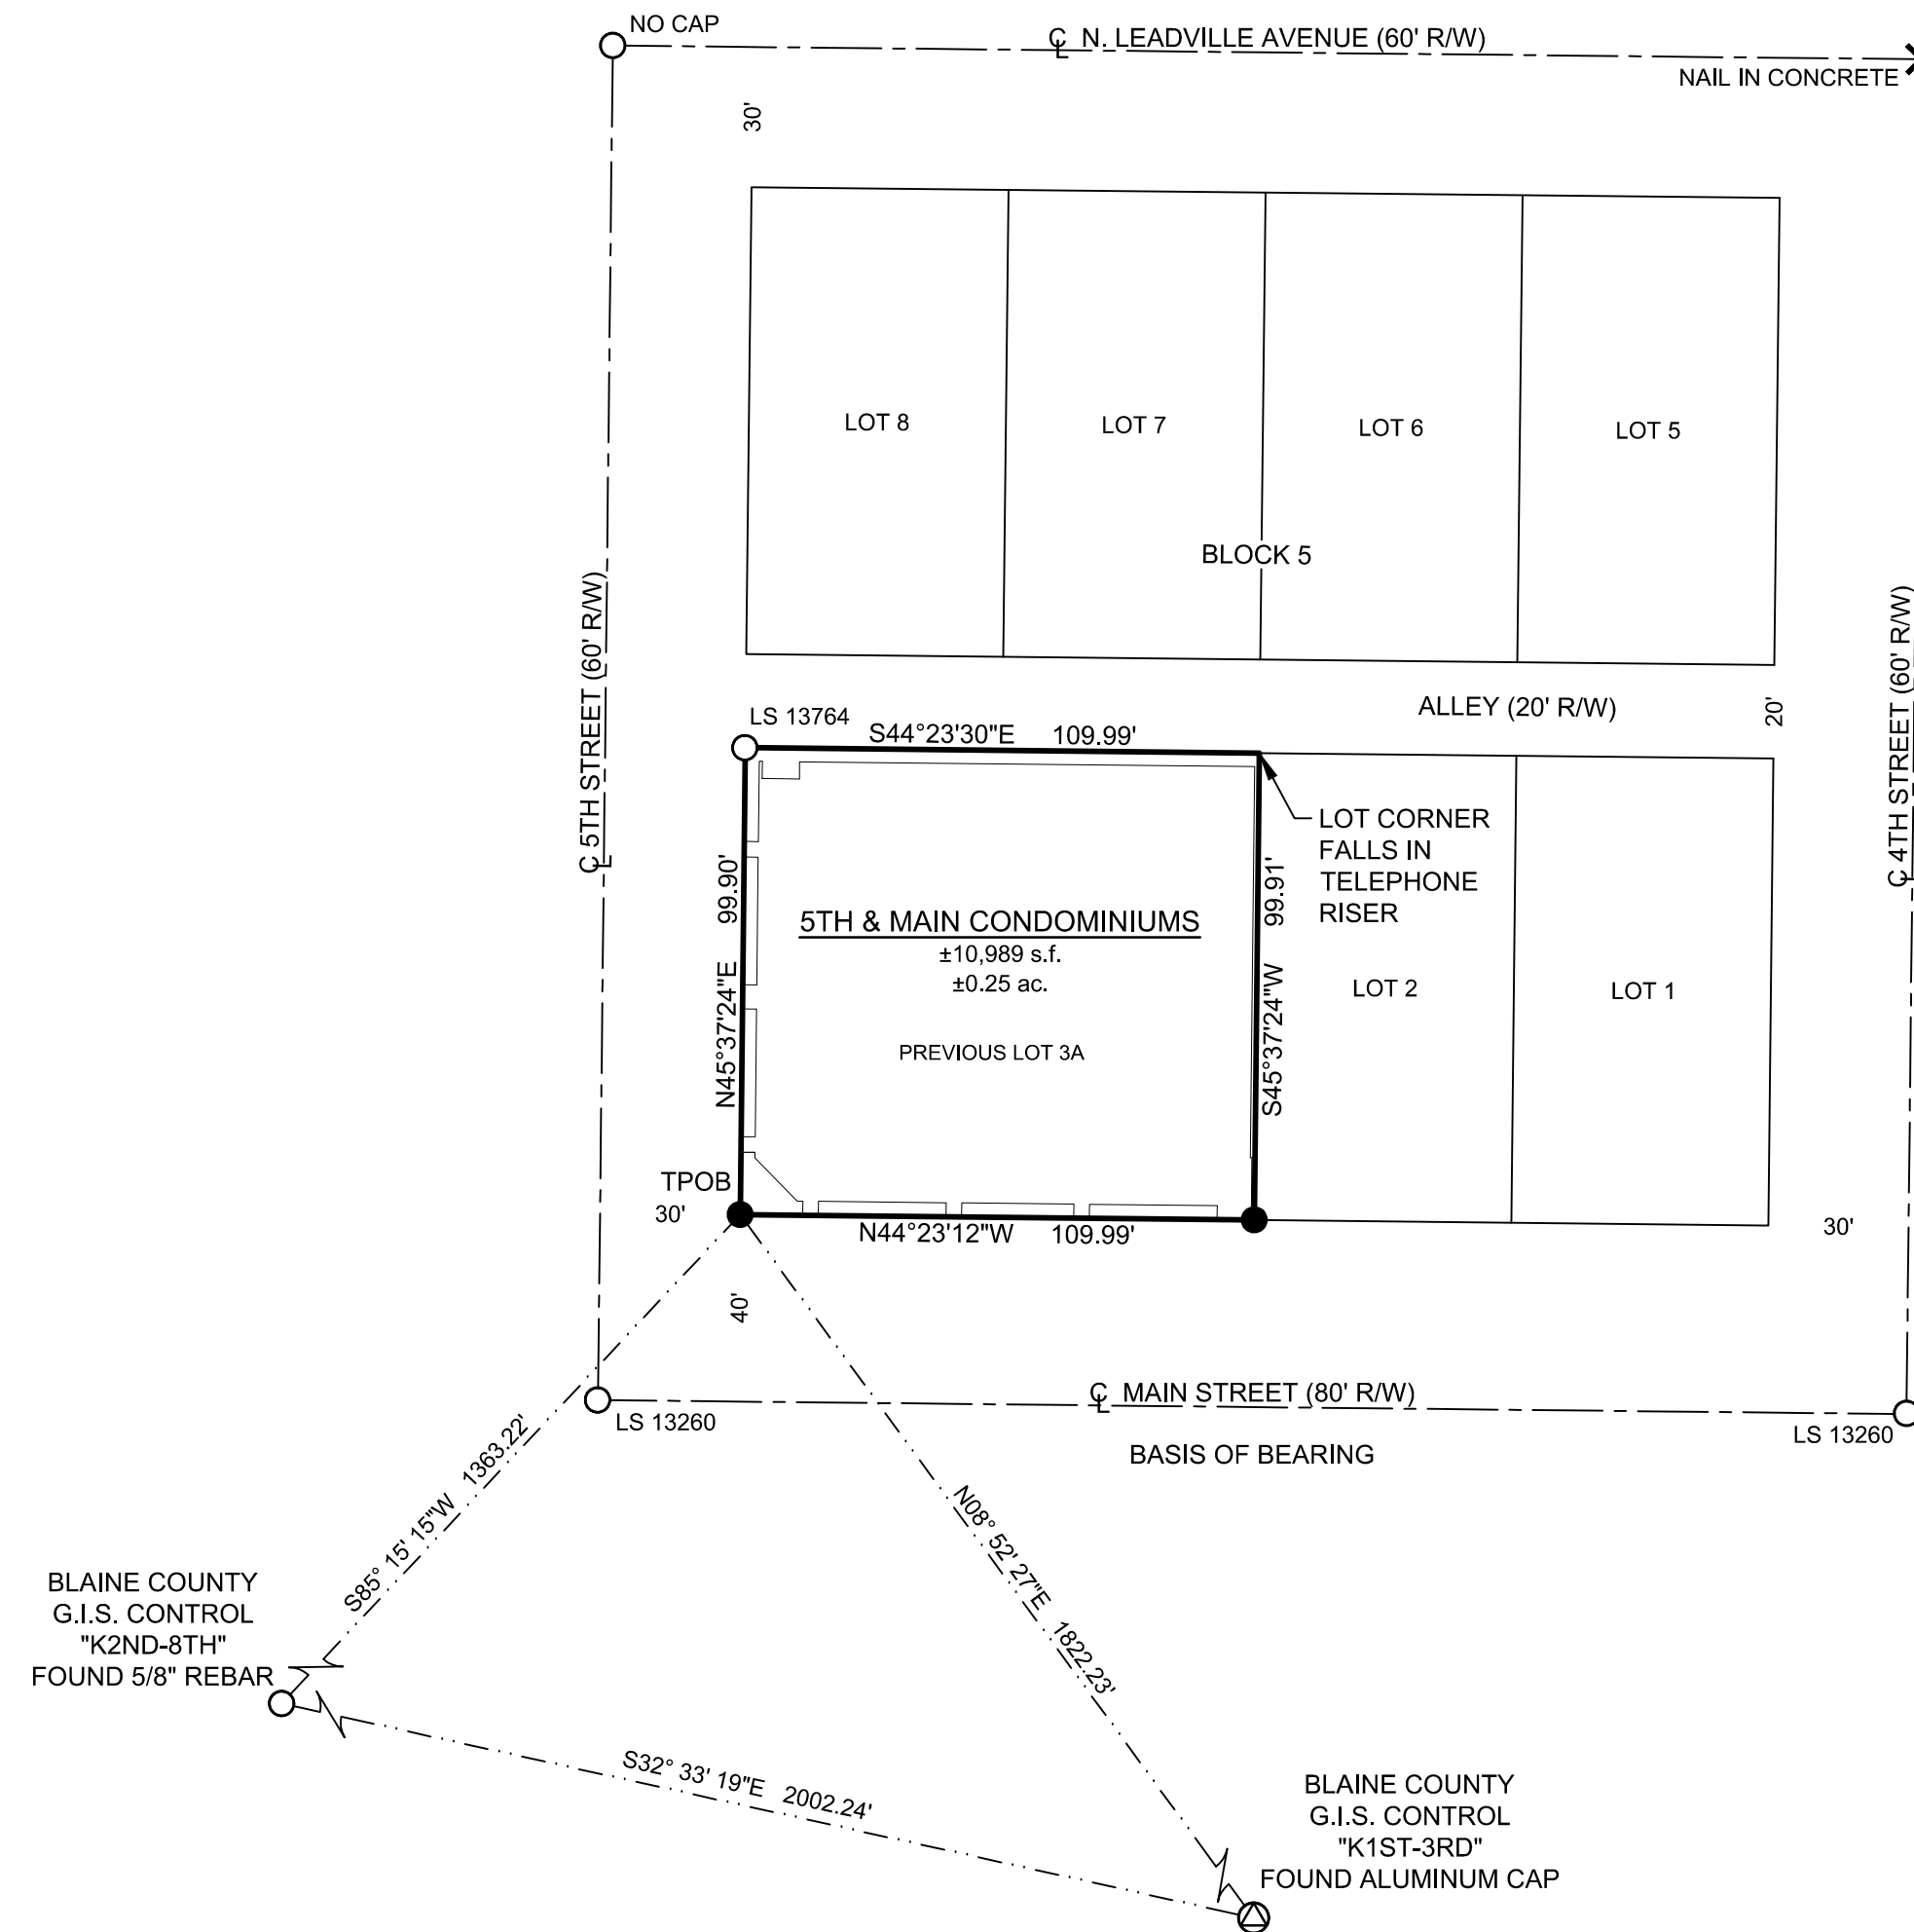 NO CAP
℄ N. LEADVILLE AVENUE (60' R/W)
NAIL IN CONCRETE
30'
LOT 8
LOT 7
LOT 6
LOT 5
BLOCK 5
℄ 5TH STREET (60' R/W)
℄ 4TH STREET (60' R/W)
ALLEY (20' R/W)
20'
LS 13764
S44°23'30"E 109.99'
LOT CORNER
FALLS IN
TELEPHONE
RISER
N45°37'24"E 99.90'
5TH & MAIN CONDOMINIUMS
±10,989 s.f.
±0.25 ac.
PREVIOUS LOT 3A
S45°37'24"W 99.91'
LOT 2
LOT 1
TPOB
30'
N44°23'12"W 109.99'
30'
40'
℄ MAIN STREET (80' R/W)
LS 13260
LS 13260
BASIS OF BEARING
S85° 15' 15"W 1363.22'
N08° 52' 27"E 1822.23'
BLAINE COUNTY
G.I.S. CONTROL
"K2ND-8TH"
FOUND 5/8" REBAR
S32° 33' 19"E 2002.24'
BLAINE COUNTY
G.I.S. CONTROL
"K1ST-3RD"
FOUND ALUMINUM CAP